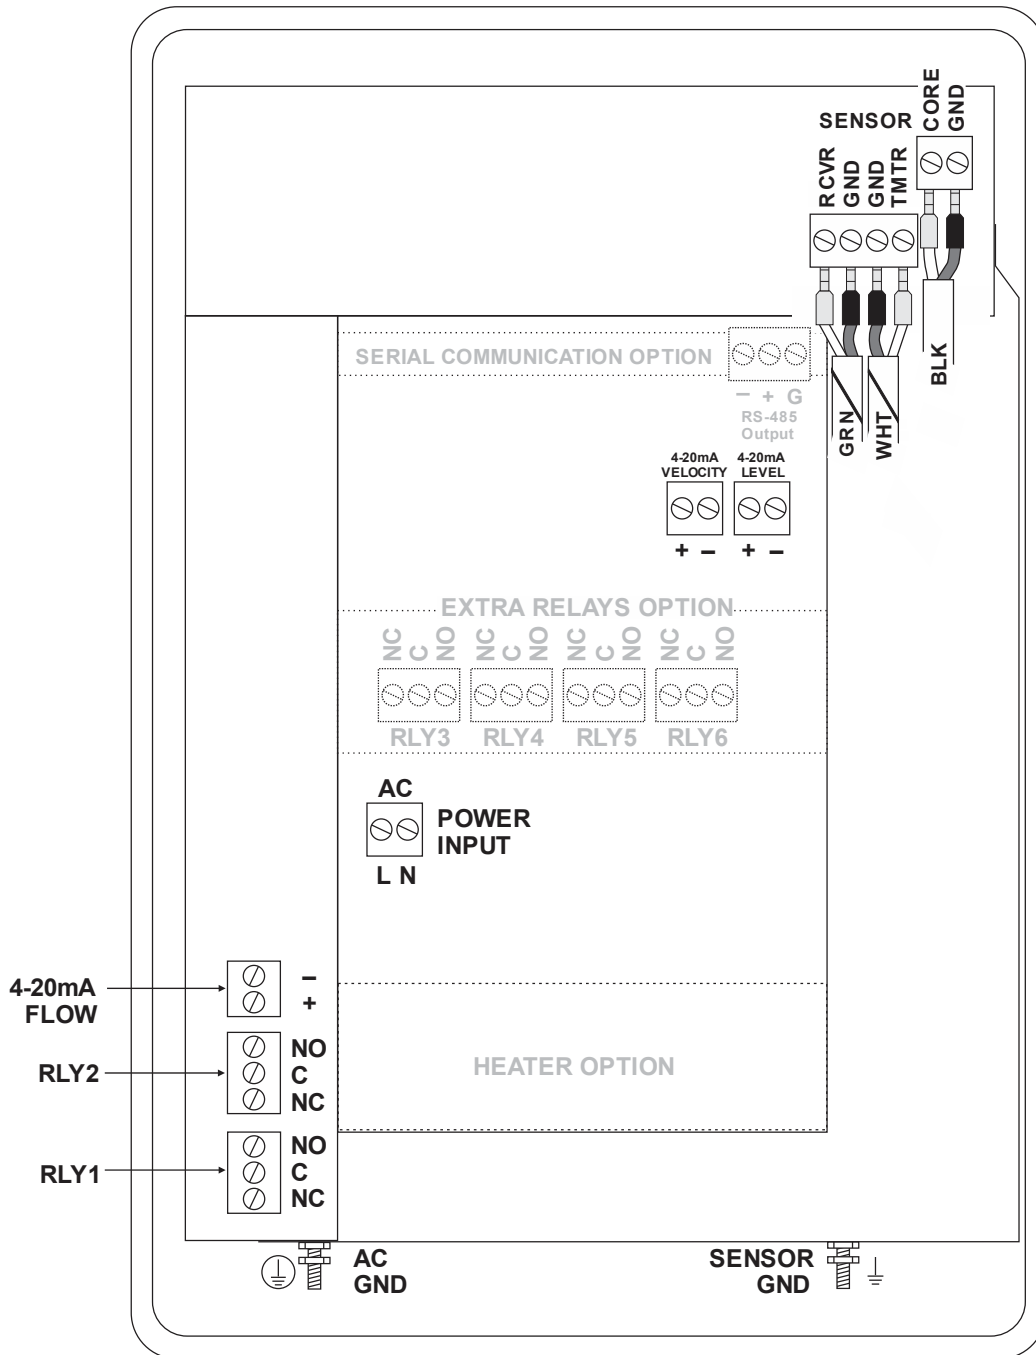 CORE
GND
SENSOR
RCVR
GND
GND
TMTR
BLK
GRN
WHT
SERIAL COMMUNICATION OPTION
– + G
RS-485
Output
4-20mA
VELOCITY
+ –
4-20mA
LEVEL
+ –
EXTRA RELAYS OPTION
NC C NO NC C NO NC C NO NC C NO
RLY3 RLY4 RLY5 RLY6
AC
POWER
INPUT
L N
4-20mA
FLOW
–
+
RLY2
NO
C
NC
HEATER OPTION
RLY1
NO
C
NC
AC
GND
SENSOR
GND